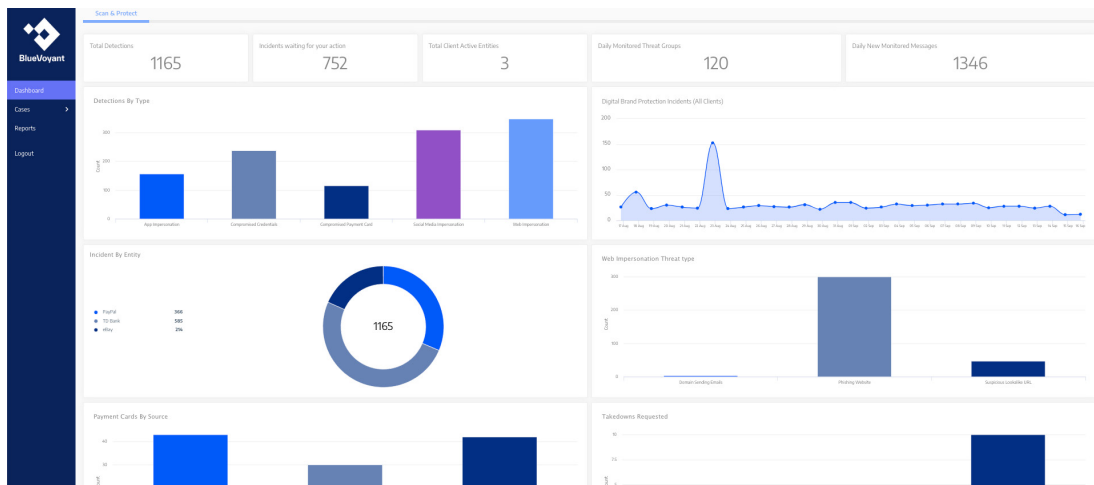 Scan & Protect
BlueVoyant
Dashboard
Cases
Reports
Logout
Total Detections
1165
Incidents waiting for your action
752
Total Client Active Entities
3
Daily Monitored Threat Groups
120
Daily New Monitored Messages
1346
Detections By Type
Count
300
200
100
0
App Impersonation
Compromised Credentials
Compromised Payment Card
Social Media Impersonation
Web Impersonation
Digital Brand Protection Incidents (All Clients)
200
150
100
50
0
Incident By Entity
PayPal 366
TD Bank 585
eBay 214
1165
Web Impersonation Threat type
Count
300
200
100
0
Domain Sending Emails
Phishing Website
Suspicious Lookalike URL
Payment Cards By Source
Takedowns Requested
10
7.5